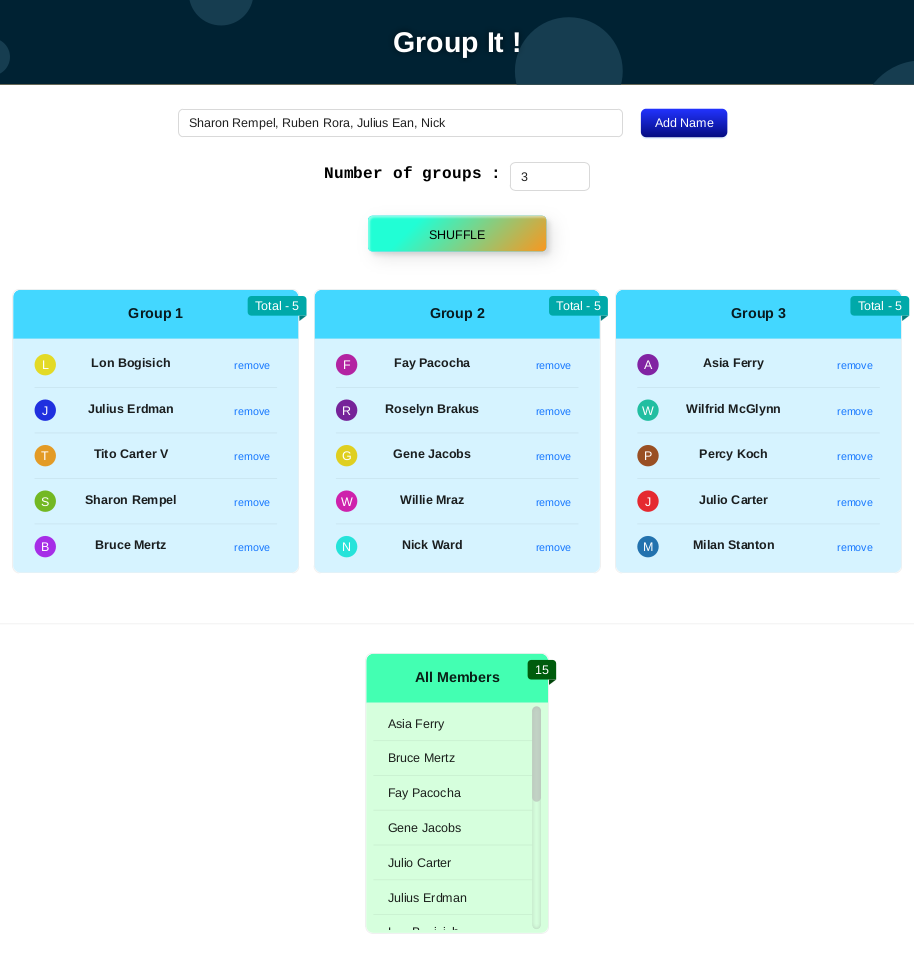 Group It !
Sharon Rempel, Ruben Rora, Julius Ean, Nick
Add Name
Number of groups :
3
SHUFFLE
Group 1
Total - 5
L
Lon Bogisich
remove
J
Julius Erdman
remove
T
Tito Carter V
remove
S
Sharon Rempel
remove
B
Bruce Mertz
remove
Group 2
Total - 5
F
Fay Pacocha
remove
R
Roselyn Brakus
remove
G
Gene Jacobs
remove
W
Willie Mraz
remove
N
Nick Ward
remove
Group 3
Total - 5
A
Asia Ferry
remove
W
Wilfrid McGlynn
remove
P
Percy Koch
remove
J
Julio Carter
remove
M
Milan Stanton
remove
All Members
15
Asia Ferry
Bruce Mertz
Fay Pacocha
Gene Jacobs
Julio Carter
Julius Erdman
Lon Bogisich